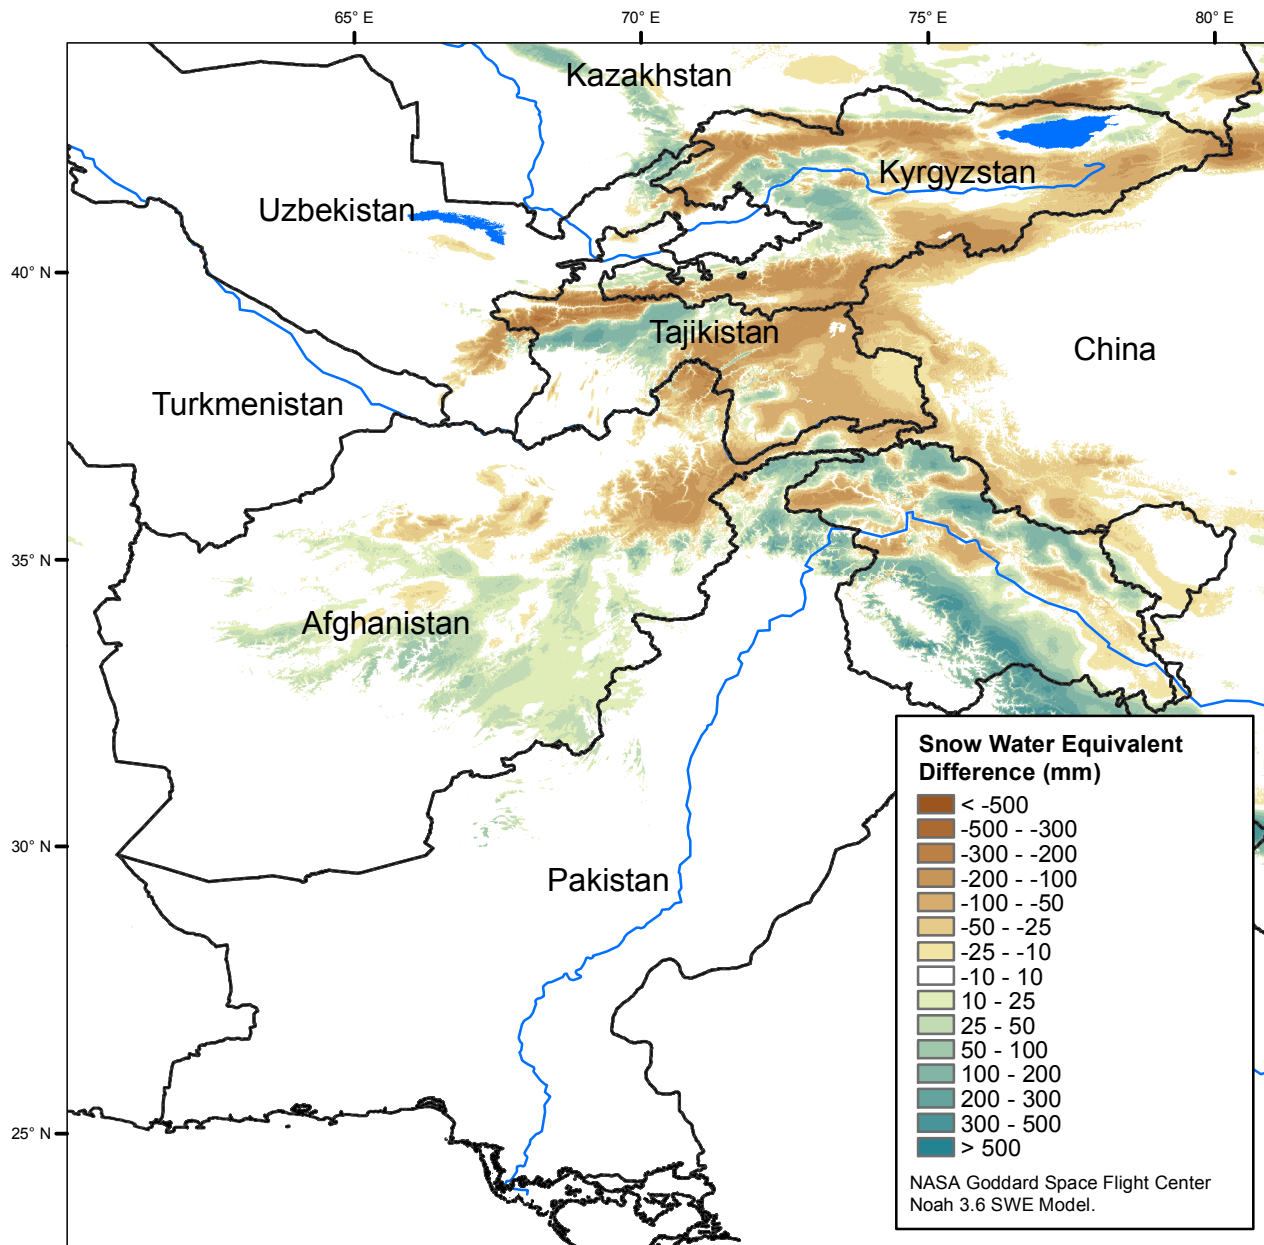 65° E 70° E 75° E 80° E
Kazakhstan
Kyrgyzstan
Uzbekistan
40° N
Tajikistan
China
Turkmenistan
35° N
Afghanistan
30° N
Pakistan
25° N
Snow Water Equivalent
Difference (mm)
< -500
-500 - -300
-300 - -200
-200 - -100
-100 - -50
-50 - -25
-25 - -10
-10 - 10
10 - 25
25 - 50
50 - 100
100 - 200
200 - 300
300 - 500
> 500
NASA Goddard Space Flight Center
Noah 3.6 SWE Model.